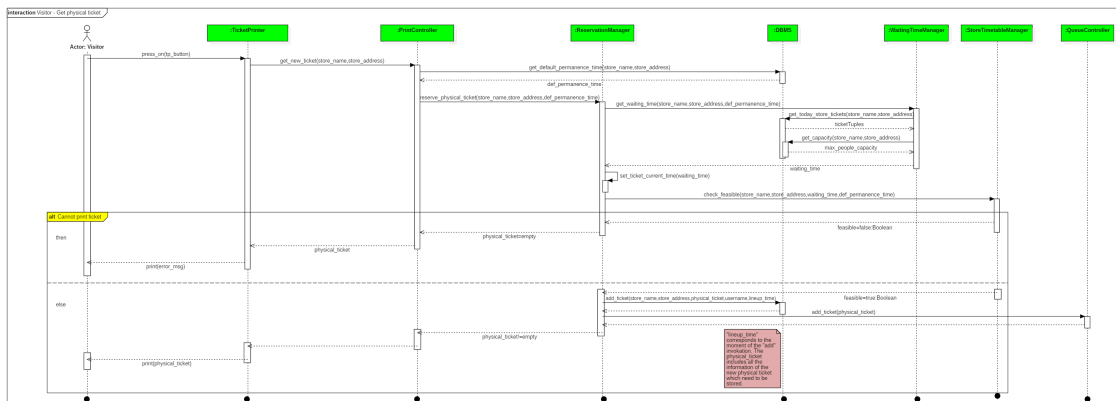 interaction Visitor - Get physical ticket
Actor: Visitor
:TicketPrinter
:PrintController
:ReservationManager
:DBMS
:WaitingTimeManager
:StoreTimetableManager
:QueueController
press_on(tp_button)
get_new_ticket(store_name,store_address)
get_default_permanence_time(store_name,store_address)
def_permanence_time
reserve_physical_ticket(store_name,store_address,def_permanence_time)
get_waiting_time(store_name,store_address,def_permanence_time)
get_today_store_tickets(store_name,store_address)
ticketTuples
get_capacity(store_name,store_address)
max_people_capacity
waiting_time
set_ticket_current_time(waiting_time)
check_feasible(store_name,store_address,waiting_time,def_permanence_time)
alt Cannot print ticket
then
feasible=false:Boolean
physical_ticket=empty
physical_ticket
print(error_msg)
else
feasible=true:Boolean
add_ticket(store_name,store_address,physical_ticket,username,lineup_time)
add_ticket(physical_ticket)
physical_ticket!=empty
print(physical_ticket)
"lineup_time"
corresponds to the
moment of the "add"
invokation. The
physical_ticket
includes all the
information of the
new physical ticket
which need to be
stored.